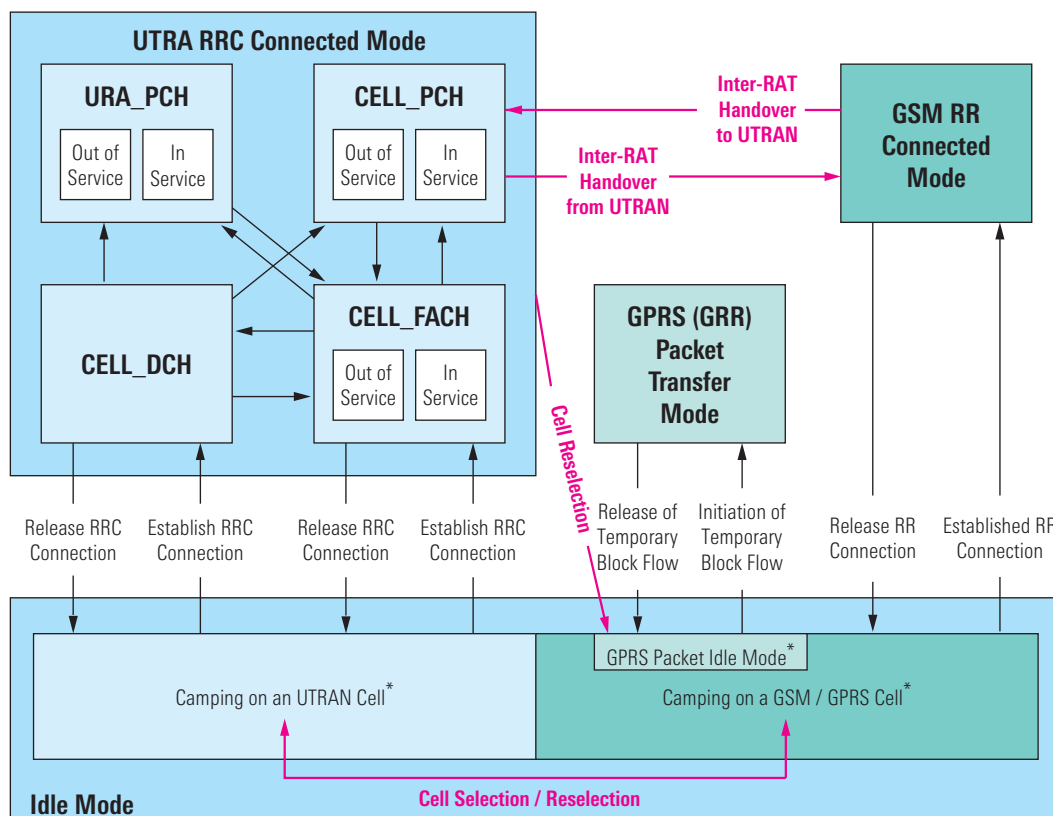 UTRA RRC Connected Mode
URA_PCH
Out of
Service
In
Service
CELL_PCH
Out of
Service
In
Service
Inter-RAT
Handover
to UTRAN
Inter-RAT
Handover
from UTRAN
GSM RR
Connected
Mode
CELL_DCH
CELL_FACH
Out of
Service
In
Service
GPRS (GRR)
Packet
Transfer
Mode
Cell Reselection
Release RRC
Connection
Establish RRC
Connection
Release RRC
Connection
Establish RRC
Connection
Release of
Temporary
Block Flow
Initiation of
Temporary
Block Flow
Release RR
Connection
Established RR
Connection
GPRS Packet Idle Mode*
Camping on an UTRAN Cell*
Camping on a GSM / GPRS Cell*
Cell Selection / Reselection
Idle Mode